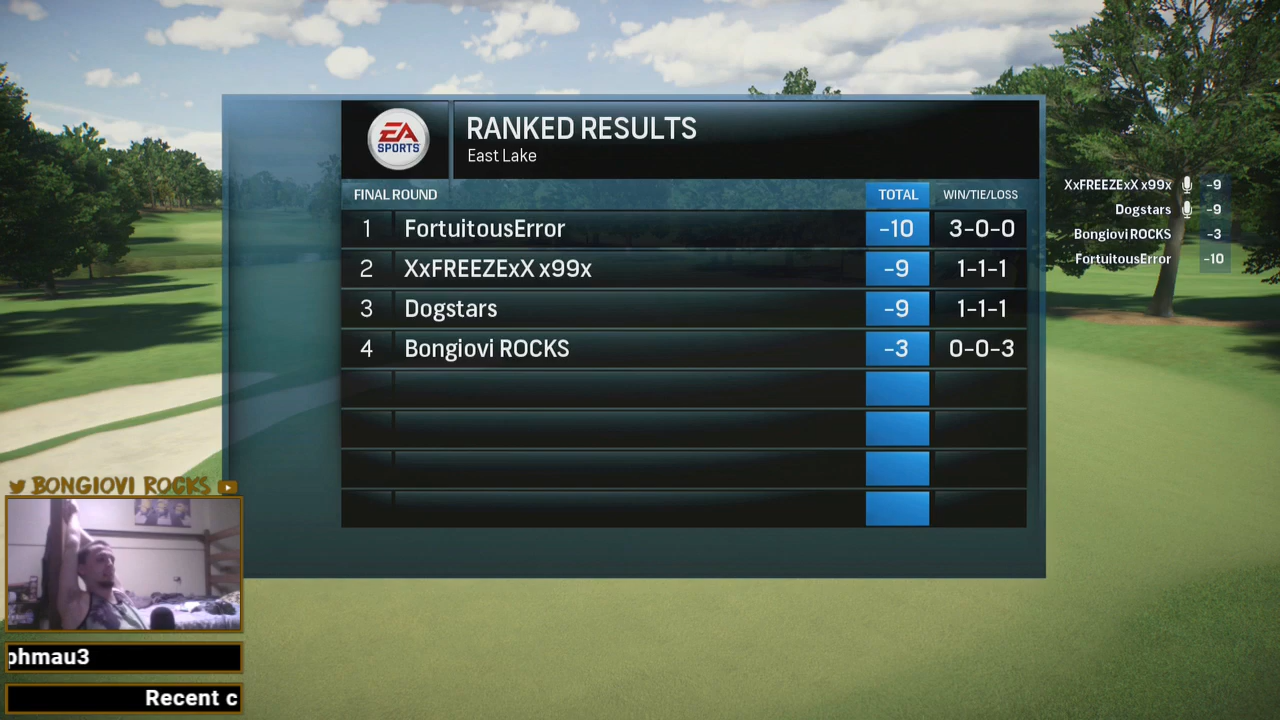 EA
SPORTS
RANKED RESULTS
East Lake
FINAL ROUND TOTAL WIN/TIE/LOSS
1 FortuitousError -10 3-0-0
2 XxFREEZExX x99x -9 1-1-1
3 Dogstars -9 1-1-1
4 Bongiovi ROCKS -3 0-0-3
XxFREEZExX x99x -9
Dogstars -9
Bongiovi ROCKS -3
FortuitousError -10
BONGIOVI ROCKS
phmau3
Recent c